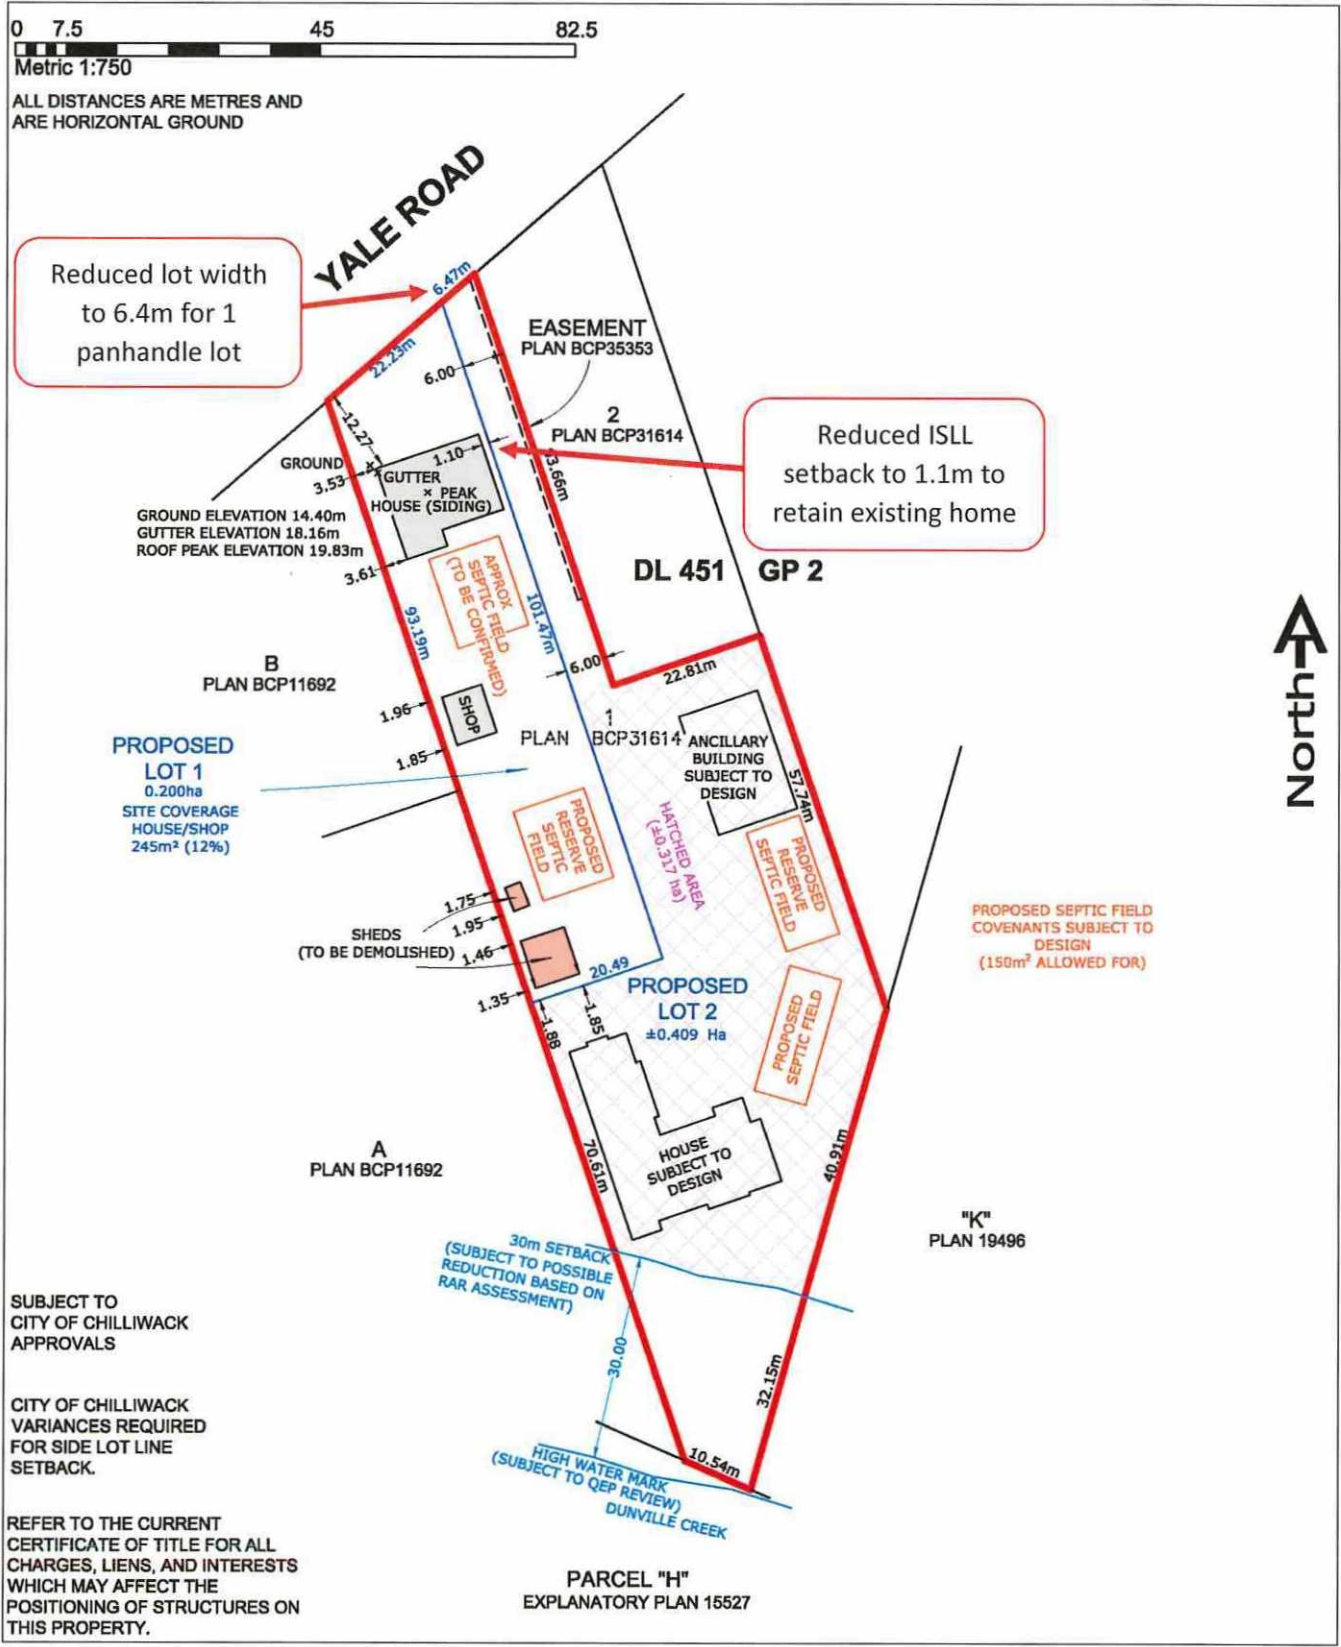 0 7.5 45 82.5
Metric 1:750
ALL DISTANCES ARE METRES AND
ARE HORIZONTAL GROUND
YALE ROAD
Reduced lot width
to 6.4m for 1
panhandle lot
6.47m
22.23m
EASEMENT
PLAN BCP35353
6.00
2
PLAN BCP31614
12.27
1.10
Reduced ISLL
setback to 1.1m to
retain existing home
GROUND
3.53
GUTTER
× PEAK
HOUSE (SIDING)
GROUND ELEVATION 14.40m
GUTTER ELEVATION 18.16m
ROOF PEAK ELEVATION 19.83m
3.61
APPROX
SEPTIC FIELD
(TO BE CONFIRMED)
DL 451 GP 2
North
93.19m
101.47m
6.00
22.81m
B
PLAN BCP11692
1.96
SHOP
1.85
1
PLAN BCP31614
ANCILLARY
BUILDING
SUBJECT TO
DESIGN
57.74m
PROPOSED
LOT 1
0.200ha
SITE COVERAGE
HOUSE/SHOP
245m² (12%)
PROPOSED
RESERVE
SEPTIC
FIELD
HATCHED AREA
(±0.317 ha)
PROPOSED
RESERVE
SEPTIC FIELD
1.75
1.95
SHEDS
(TO BE DEMOLISHED)
1.46
1.35
20.49
PROPOSED
LOT 2
±0.409 Ha
PROPOSED SEPTIC FIELD
COVENANTS SUBJECT TO
DESIGN
(150m² ALLOWED FOR)
1.88
1.85
PROPOSED
SEPTIC FIELD
A
PLAN BCP11692
70.61m
HOUSE
SUBJECT TO
DESIGN
40.91m
"K"
PLAN 19496
30m SETBACK
(SUBJECT TO POSSIBLE
REDUCTION BASED ON
RAR ASSESSMENT)
30.00
32.15m
10.54m
HIGH WATER MARK
(SUBJECT TO QEP REVIEW)
DUNVILLE CREEK
SUBJECT TO
CITY OF CHILLIWACK
APPROVALS
CITY OF CHILLIWACK
VARIANCES REQUIRED
FOR SIDE LOT LINE
SETBACK.
REFER TO THE CURRENT
CERTIFICATE OF TITLE FOR ALL
CHARGES, LIENS, AND INTERESTS
WHICH MAY AFFECT THE
POSITIONING OF STRUCTURES ON
THIS PROPERTY.
PARCEL "H"
EXPLANATORY PLAN 15527